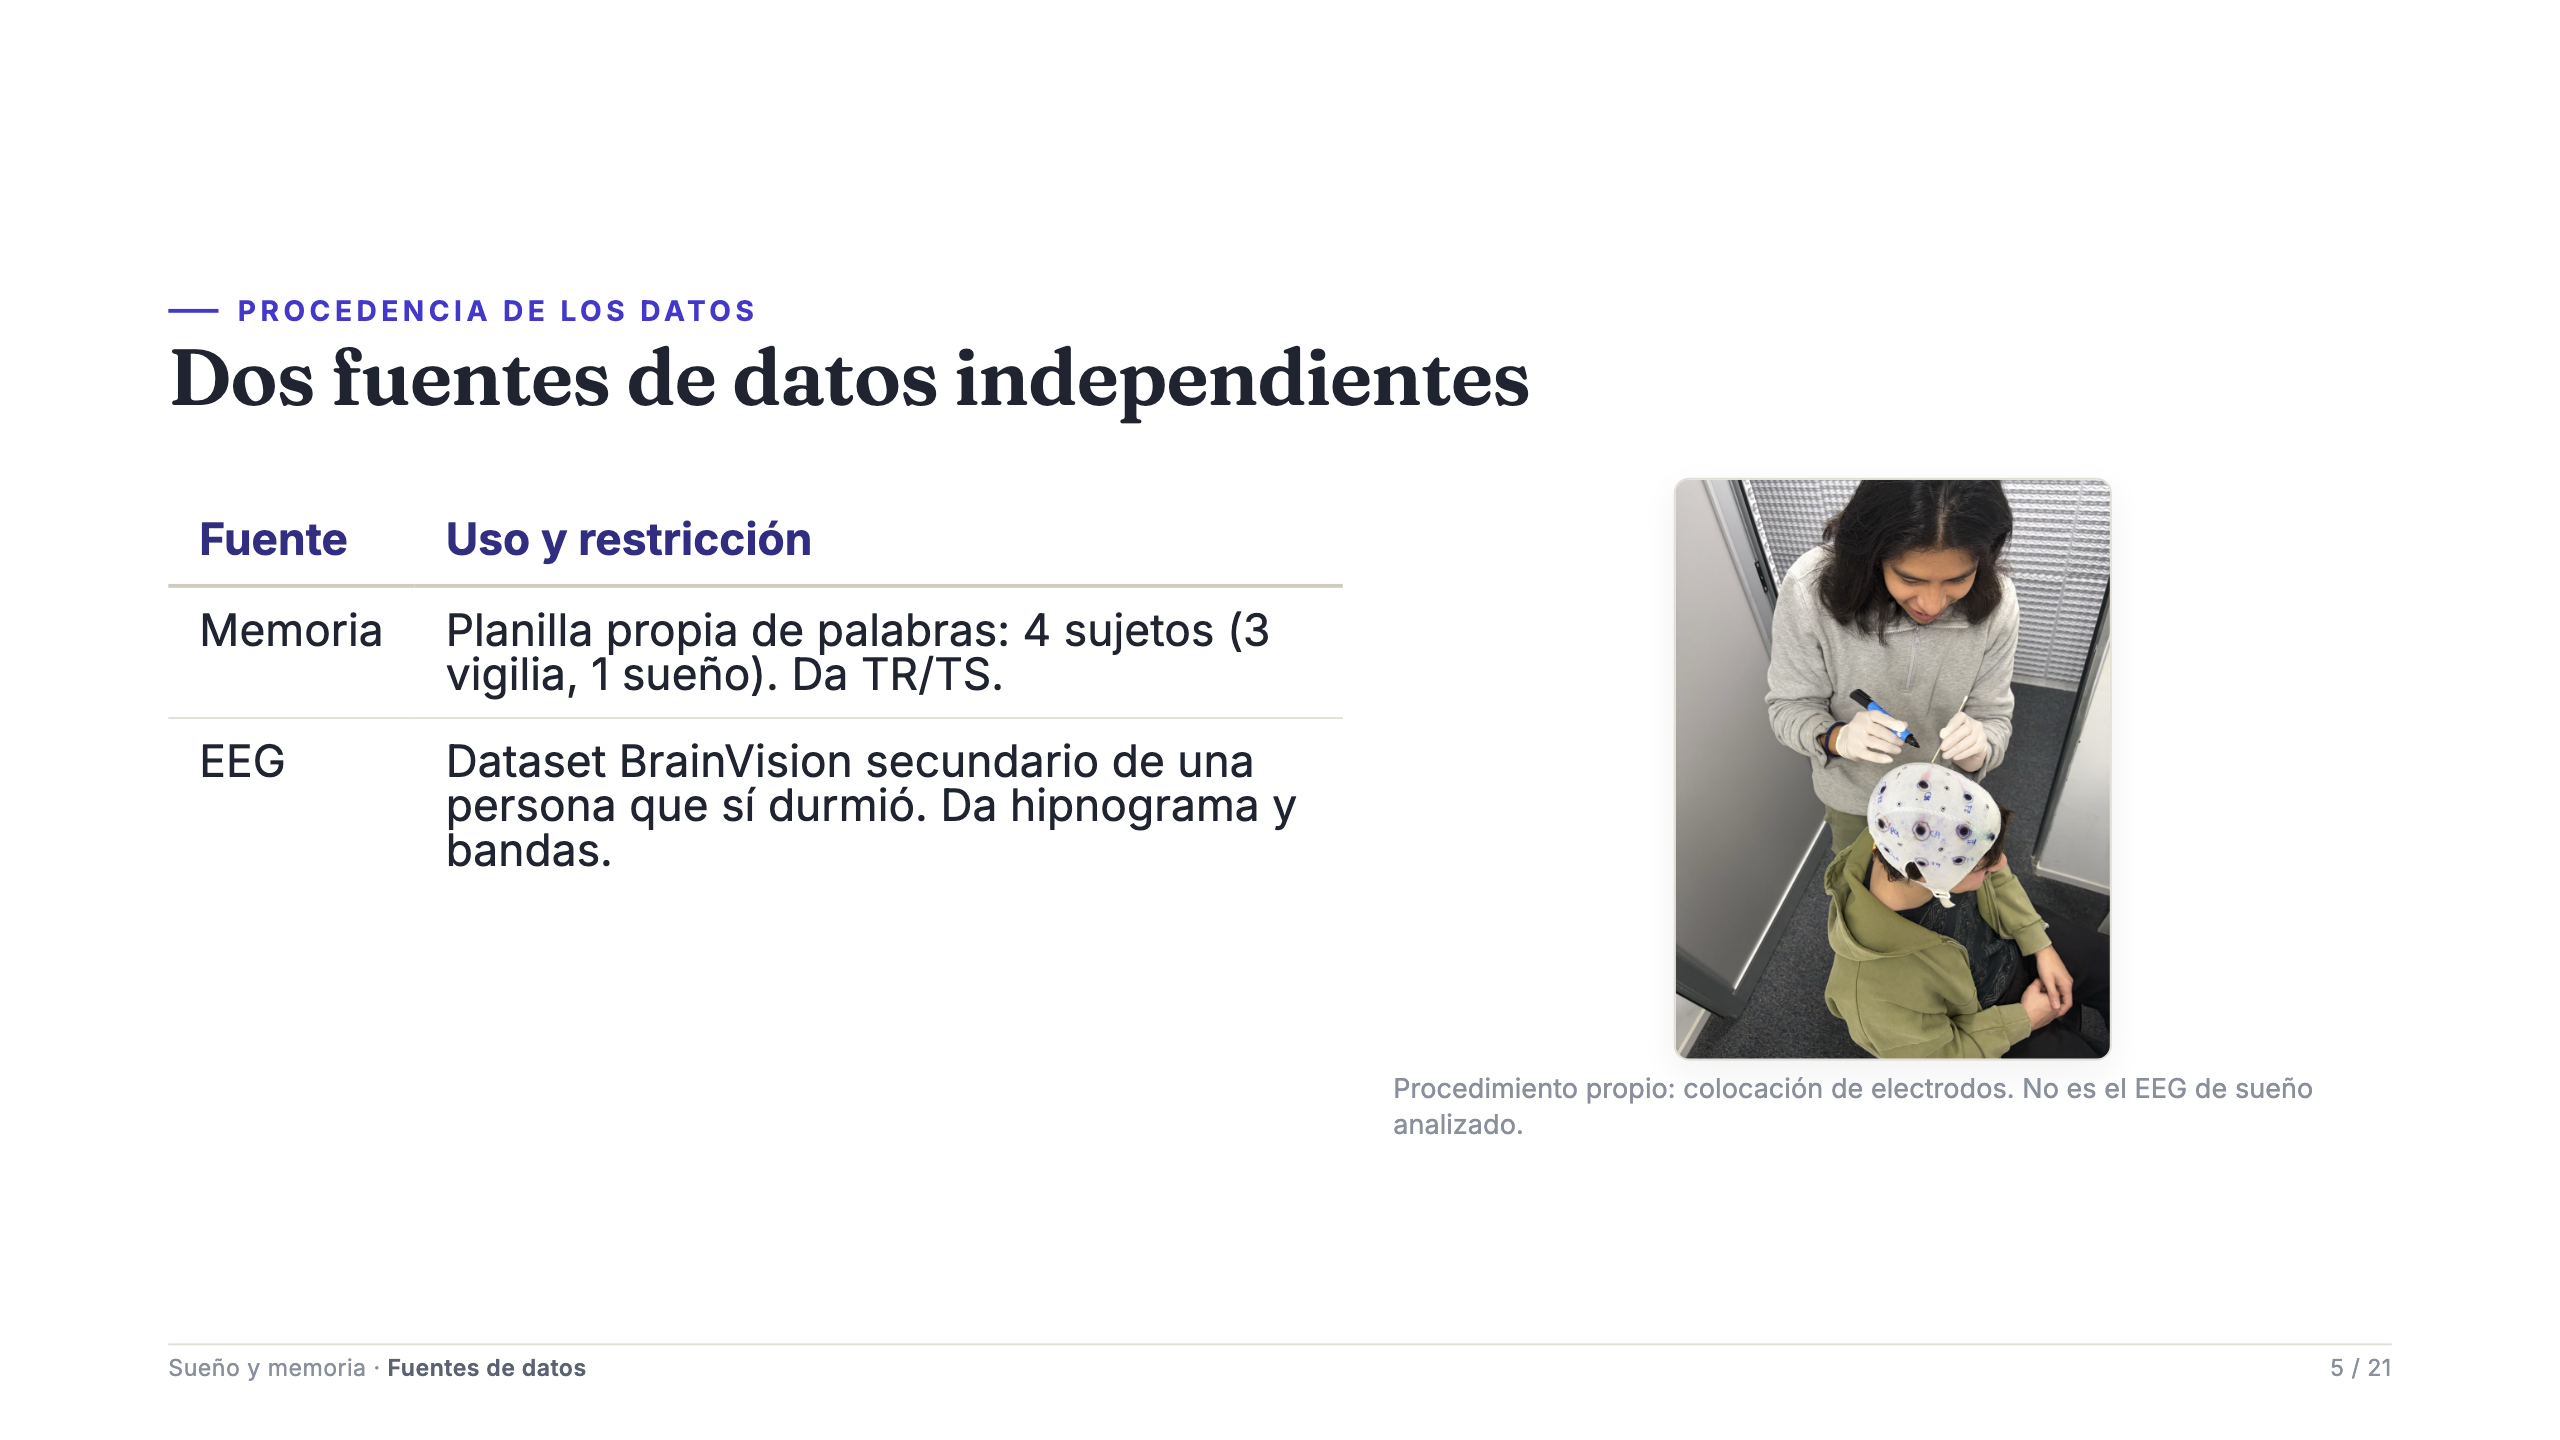 PROCEDENCIA DE LOS DATOS
Dos fuentes de datos independientes
Fuente Uso y restricción
Memoria Planilla propia de palabras: 4 sujetos (3
vigilia, 1 sueño). Da TR/TS.
EEG Dataset BrainVision secundario de una
persona que sí durmió. Da hipnograma y
bandas.
Procedimiento propio: colocación de electrodos. No es el EEG de sueño
analizado.
Sueño y memoria · Fuentes de datos
5 / 21